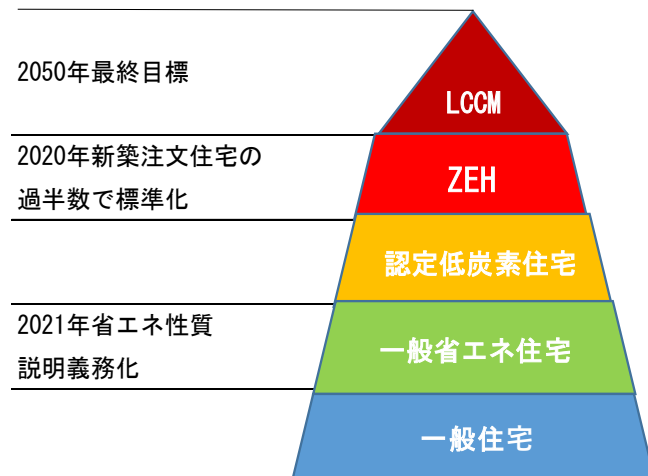 2050年最終目標
LCCM
2020年新築注文住宅の
過半数で標準化
ZEH
認定低炭素住宅
2021年省エネ性質
説明義務化
一般省エネ住宅
一般住宅